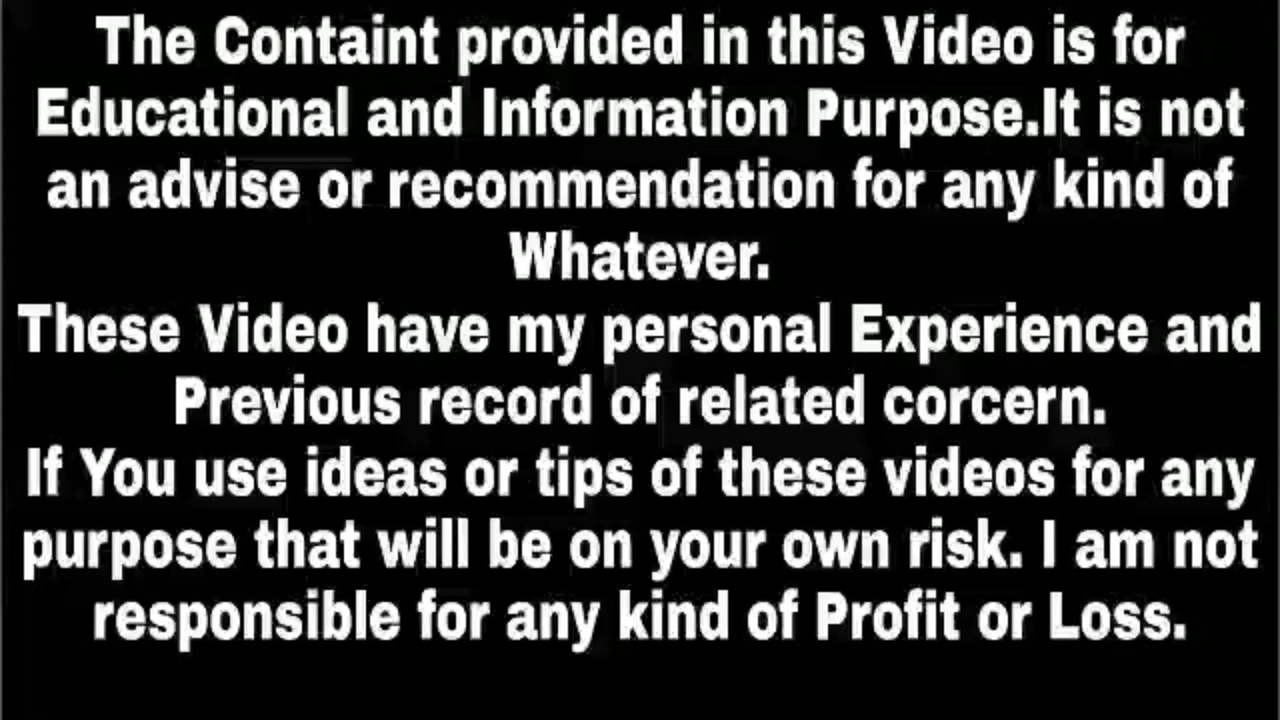 The Containt provided in this Video is for
Educational and Information Purpose.It is not
an advise or recommendation for any kind of
Whatever.
These Video have my personal Experience and
Previous record of related corcern.
If You use ideas or tips of these videos for any
purpose that will be on your own risk. I am not
responsible for any kind of Profit or Loss.